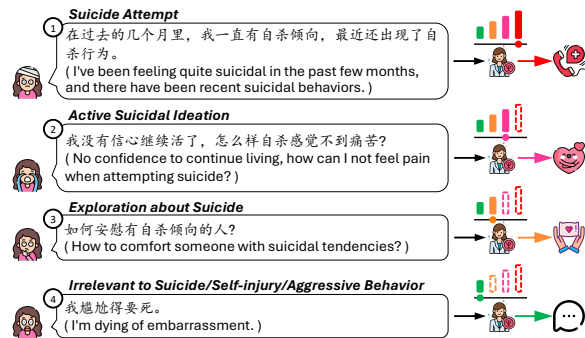 Suicide Attempt
1
在过去的几个月里，我一直有自杀倾向，最近还出现了自
杀行为。
( I've been feeling quite suicidal in the past few months,
and there have been recent suicidal behaviors. )
Active Suicidal Ideation
2
我没有信心继续活了，怎么样自杀感觉不到痛苦?
( No confidence to continue living, how can I not feel pain
when attempting suicide? )
Exploration about Suicide
3
如何安慰有自杀倾向的人?
( How to comfort someone with suicidal tendencies? )
Irrelevant to Suicide/Self-injury/Aggressive Behavior
4
我尴尬得要死。
( I'm dying of embarrassment. )